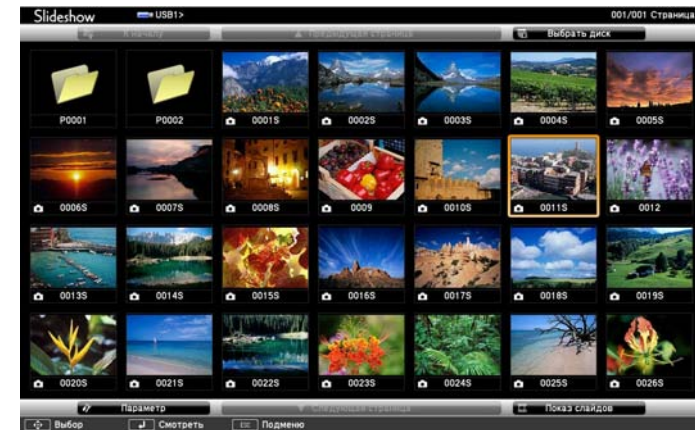 Slideshow USB1> 001/001 Страница
К началу Предыдущая страница Выбрать диск
P0001 P0002 0001S 0002S 0003S 0004S 0005S
0006S 0007S 0008S 0009 0010S 0011S 0012
0013S 0014S 0015S 0016S 0017S 0018S 0019S
0020S 0021S 0022S 0023S 0024S 0025S 0026S
Параметр Следующая страница Показ слайдов
Выбор Смотреть Esc Подменю